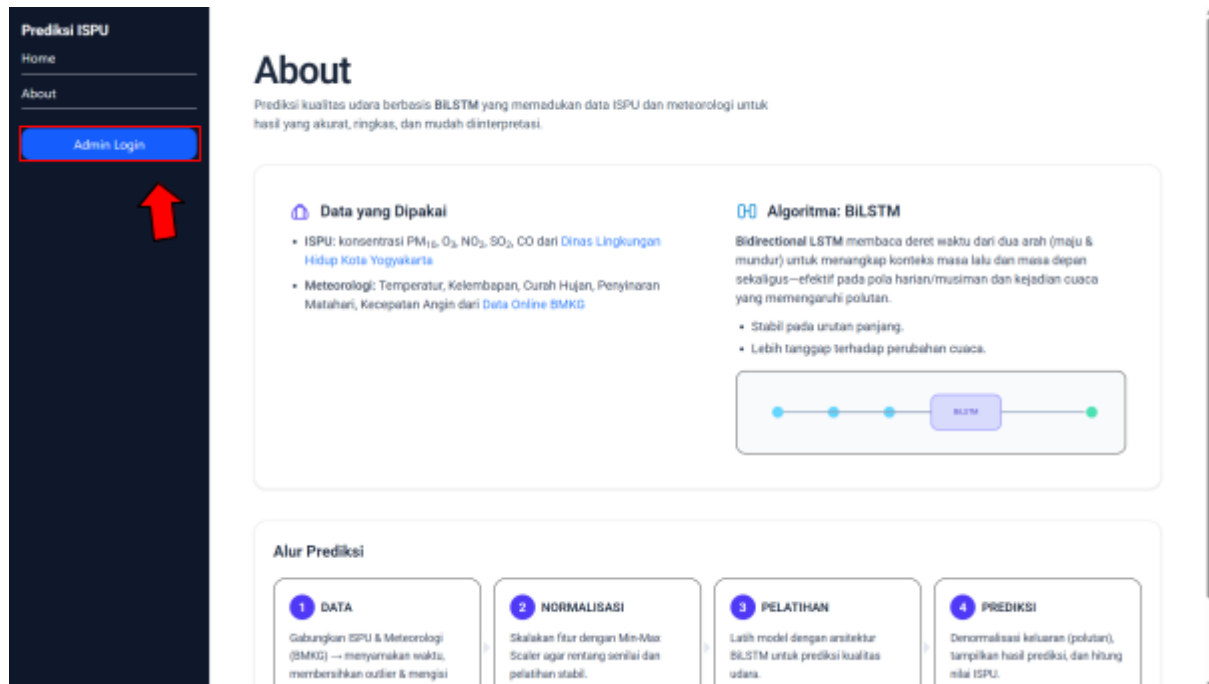 Prediksi ISPU
Home
About
Admin Login
About
Prediksi kualitas udara berbasis BiLSTM yang memadukan data ISPU dan meteorologi untuk
hasil yang akurat, ringkas, dan mudah diinterpretasi.
Data yang Dipakai
• ISPU: konsentrasi PM₁₀, O₃, NO₂, SO₂, CO dari Dinas Lingkungan
Hidup Kota Yogyakarta
• Meteorologi: Temperatur, Kelembapan, Curah Hujan, Penyinaran
Matahari, Kecepatan Angin dari Data Online BMKG
Algoritma: BiLSTM
Bidirectional LSTM membaca deret waktu dari dua arah (maju &
mundur) untuk menangkap konteks masa lalu dan masa depan
sekaligus—efektif pada pola harian/musiman dan kejadian cuaca
yang memengaruhi polutan.
• Stabil pada urutan panjang.
• Lebih tanggap terhadap perubahan cuaca.
BiLSTM
Alur Prediksi
1 DATA
Gabungkan ISPU & Meteorologi
(BMKG) → menyamakan waktu,
membersihkan outlier & mengisi
2 NORMALISASI
Skalakan fitur dengan Min-Max
Scaler agar rentang senilai dan
pelatihan stabil.
3 PELATIHAN
Latih model dengan arsitektur
BiLSTM untuk prediksi kualitas
udara.
4 PREDIKSI
Denormalisasi keluaran (polutan),
tampilkan hasil prediksi, dan hitung
nilai ISPU.